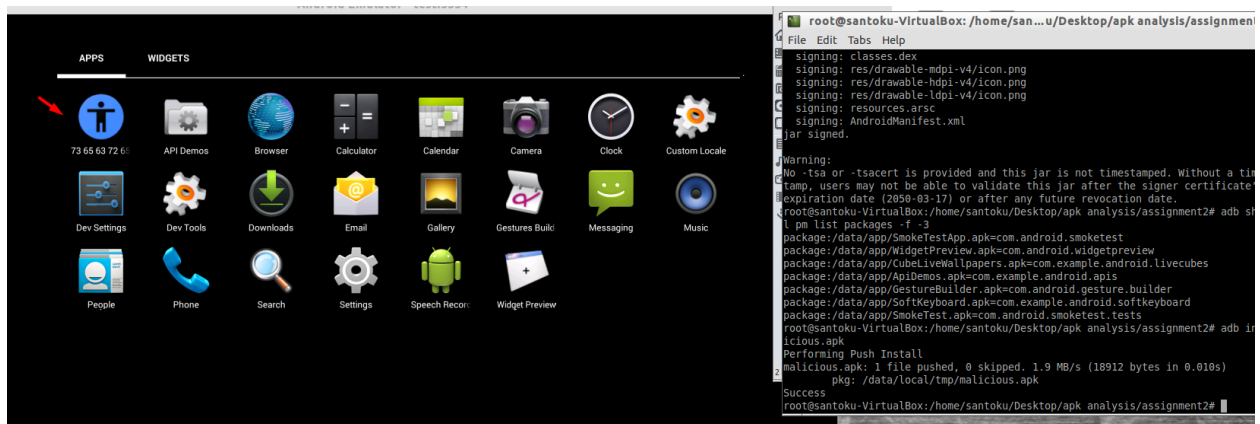 APPS WIDGETS
73 65 63 72 65 API Demos Browser Calculator Calendar Camera Clock Custom Locale
Dev Settings Dev Tools Downloads Email Gallery Gestures Build Messaging Music
People Phone Search Settings Speech Recor Widget Preview
root@santoku-VirtualBox: /home/san...u/Desktop/apk analysis/assignment
File Edit Tabs Help
signing: classes.dex
signing: res/drawable-mdpi-v4/icon.png
signing: res/drawable-hdpi-v4/icon.png
signing: res/drawable-ldpi-v4/icon.png
signing: resources.arsc
signing: AndroidManifest.xml
jar signed.
Warning:
No -tsa or -tsacert is provided and this jar is not timestamped. Without a tim
tamp, users may not be able to validate this jar after the signer certificate'
expiration date (2050-03-17) or after any future revocation date.
root@santoku-VirtualBox:/home/santoku/Desktop/apk analysis/assignment2# adb sh
l pm list packages -f -3
package:/data/app/SmokeTestApp.apk=com.android.smoketest
package:/data/app/WidgetPreview.apk=com.android.widgetpreview
package:/data/app/CubeLiveWallpapers.apk=com.example.android.livecubes
package:/data/app/ApiDemos.apk=com.example.android.apis
package:/data/app/GestureBuilder.apk=com.android.gesture.builder
package:/data/app/SoftKeyboard.apk=com.example.android.softkeyboard
package:/data/app/SmokeTest.apk=com.android.smoketest.tests
root@santoku-VirtualBox:/home/santoku/Desktop/apk analysis/assignment2# adb in
icious.apk
Performing Push Install
malicious.apk: 1 file pushed, 0 skipped. 1.9 MB/s (18912 bytes in 0.010s)
pkg: /data/local/tmp/malicious.apk
Success
root@santoku-VirtualBox:/home/santoku/Desktop/apk analysis/assignment2#